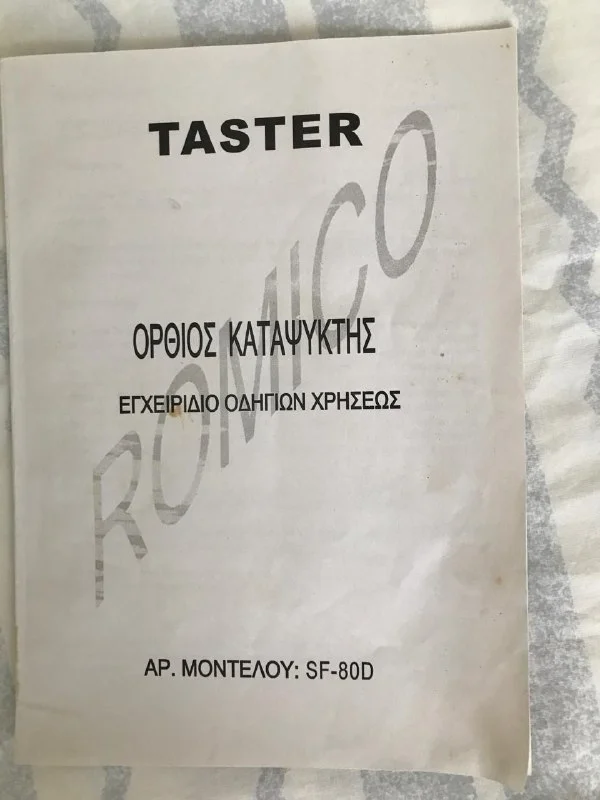 TASTER
ROMICO
ΟΡΘΙΟΣ ΚΑΤΑΨΥΚΤΗΣ
ΕΓΧΕΙΡΙΔΙΟ ΟΔΗΓΙΩΝ ΧΡΗΣΕΩΣ
ΑΡ. ΜΟΝΤΕΛΟΥ: SF-80D